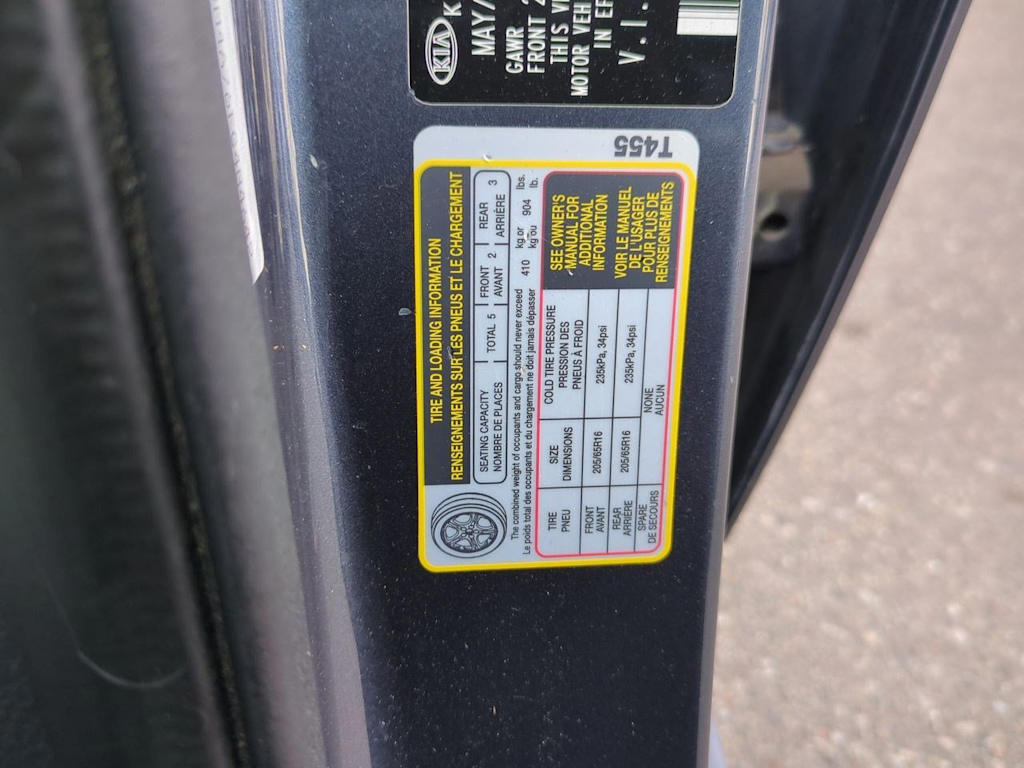 KIA K
MAY/
GAWR
FRONT 2
THIS V
MOTOR VEH
IN EF
V.I.
T455
TIRE AND LOADING INFORMATION
RENSEIGNEMENTS SUR LES PNEUS ET LE CHARGEMENT
SEATING CAPACITY TOTAL 5 FRONT 2 REAR 3
NOMBRE DE PLACES AVANT ARRIÈRE
The combined weight of occupants and cargo should never exceed 410 kg or 904 lbs.
Le poids total des occupants et du chargement ne doit jamais dépasser kg ou lb.
TIRE SIZE COLD TIRE PRESSURE
PNEU DIMENSIONS PRESSION DES
PNEUS À FROID
FRONT 205/65R16 235kPa, 34psi
AVANT
REAR 205/65R16 235kPa, 34psi
ARRIÈRE
SPARE NONE
DE SECOURS AUCUN
SEE OWNER'S
MANUAL FOR
ADDITIONAL
INFORMATION
VOIR LE MANUEL
DE L'USAGER
POUR PLUS DE
RENSEIGNEMENTS